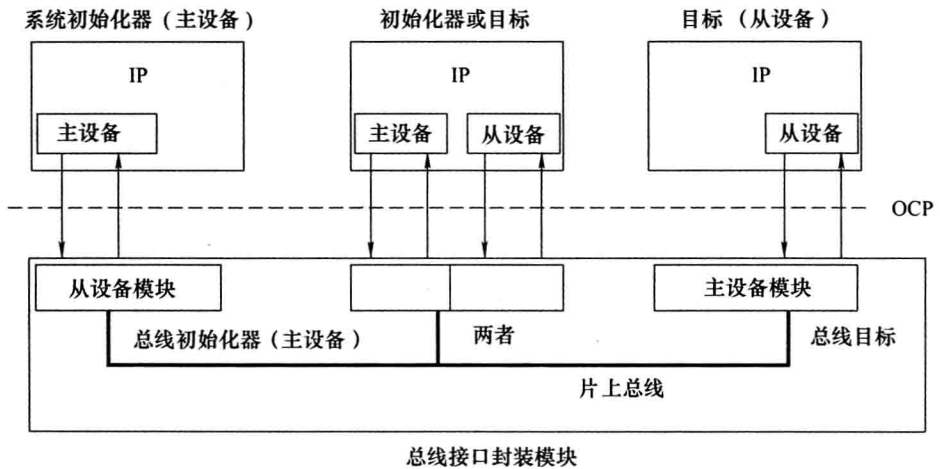 系统初始化器（主设备）
初始化器或目标
目标（从设备）
IP
IP
IP
主设备
主设备
从设备
从设备
OCP
从设备模块
主设备模块
总线初始化器（主设备）
两者
总线目标
片上总线
总线接口封装模块